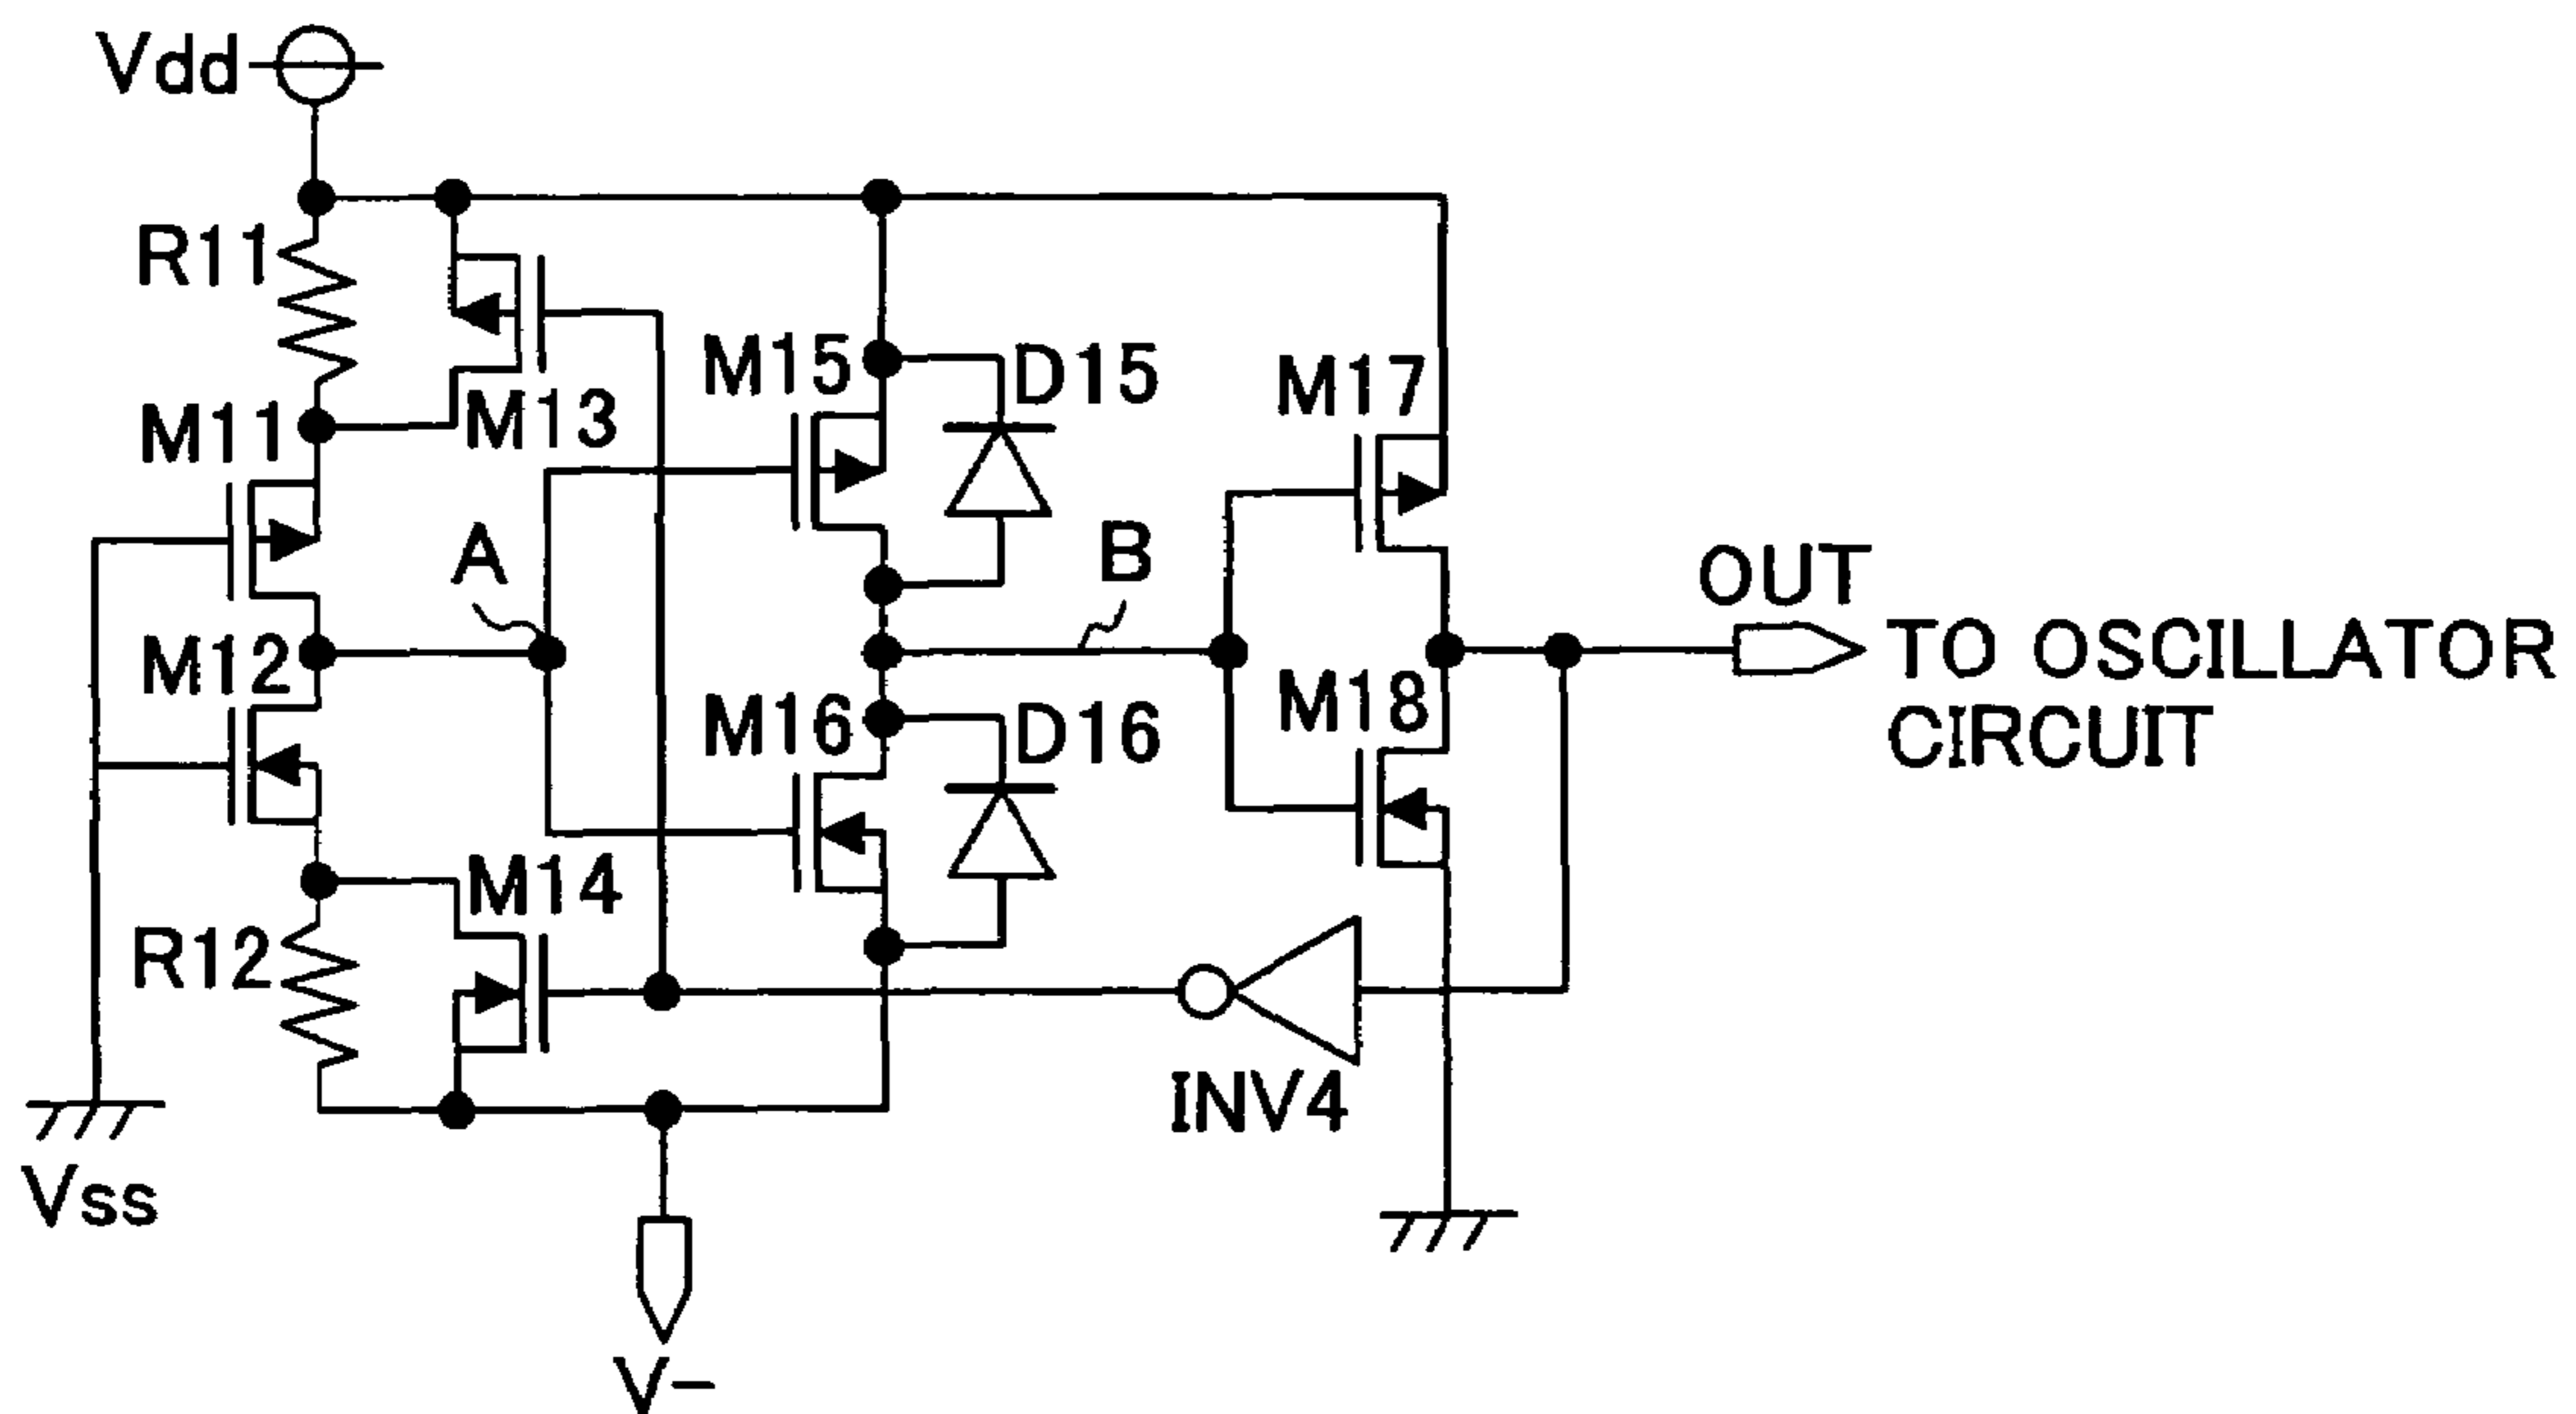 Vdd
R11
M13
M15
D15
M17
M11
A
B
OUT
TO OSCILLATOR
CIRCUIT
M12
M16
D16
M18
M14
R12
INV4
Vss
V-